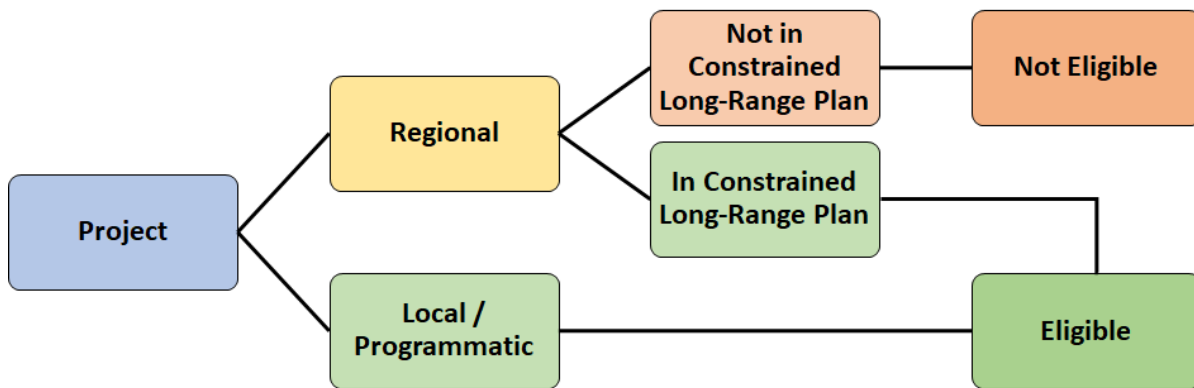 Not in
Constrained
Long-Range Plan
Not Eligible
Regional
In Constrained
Long-Range Plan
Project
Local /
Programmatic
Eligible